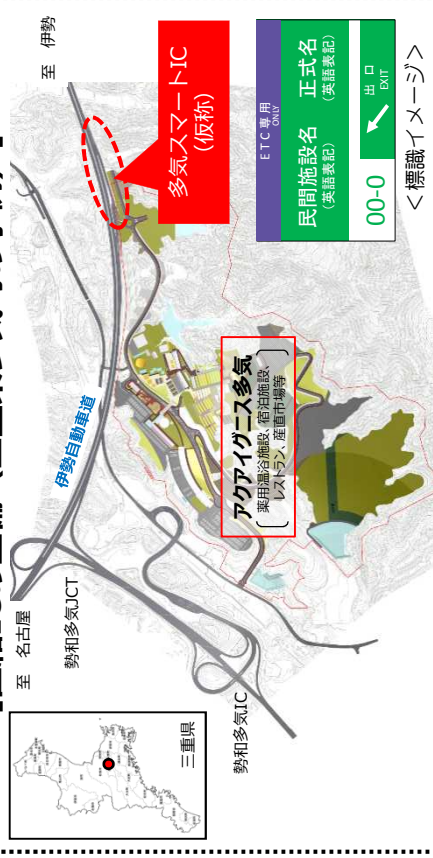 至 名古屋
至 伊勢
伊勢自動車道
勢和多気JCT
勢和多気IC
三重県
多気スマートIC
(仮称)
アクアイグニス多気
薬用温浴施設、宿泊施設、
レストラン、産直市場等
ETC専用
ONLY
民間施設名 正式名
(英語表記) (英語表記)
00-0
出口
EXIT
<標識イメージ>